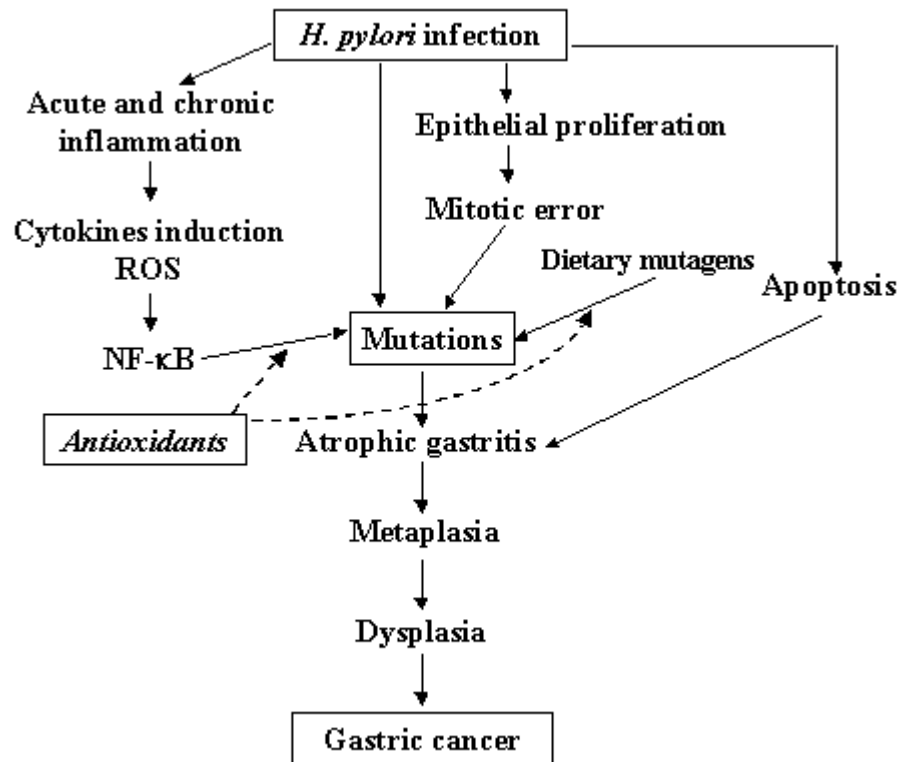 H. pylori infection
Acute and chronic
inflammation
Epithelial proliferation
Cytokines induction
ROS
Mitotic error
Dietary mutagens
Apoptosis
NF-κB
Mutations
Antioxidants
Atrophic gastritis
Metaplasia
Dysplasia
Gastric cancer